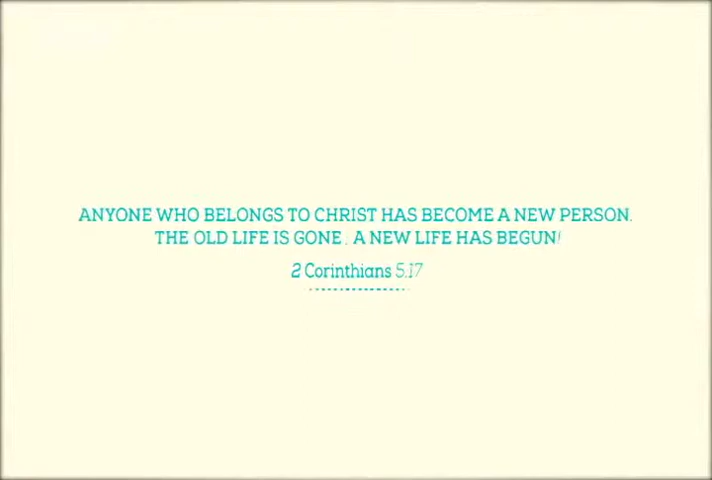 ANYONE WHO BELONGS TO CHRIST HAS BECOME A NEW PERSON.
THE OLD LIFE IS GONE, A NEW LIFE HAS BEGUN!
2 Corinthians 5:17